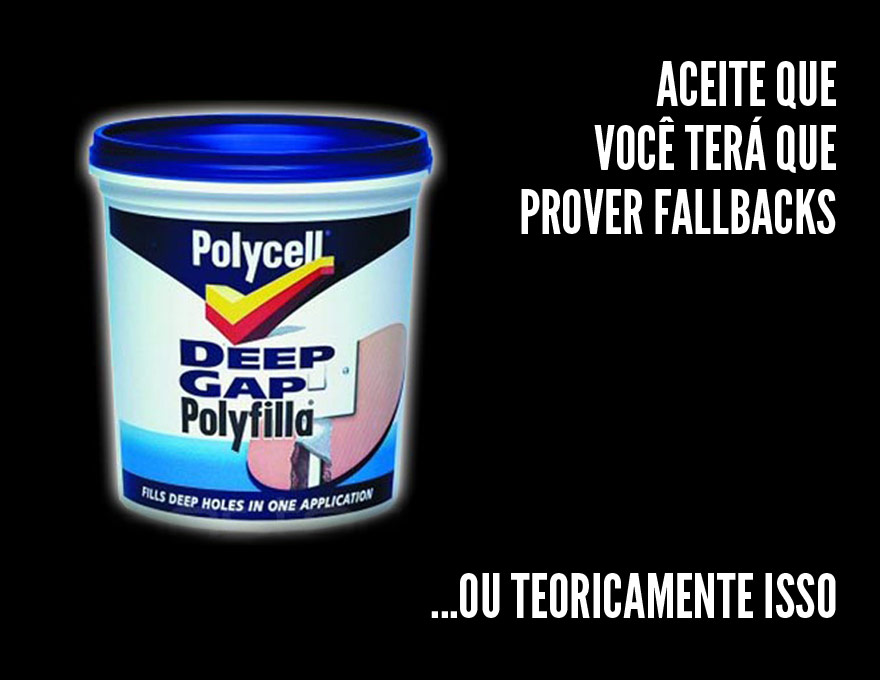 ACEITE QUE
VOCÊ TERÁ QUE
PROVER FALLBACKS
Polycell
DEEP
GAP
Polyfilla
FILLS DEEP HOLES IN ONE APPLICATION
...OU TEORICAMENTE ISSO